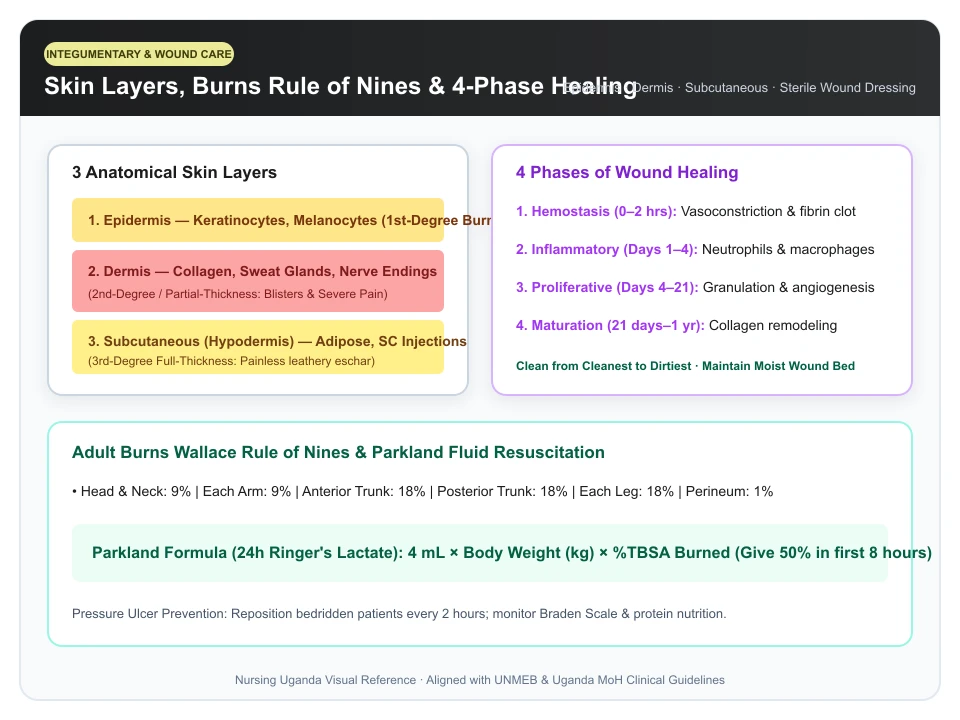 INTEGUMENTARY & WOUND CARE
Skin Layers, Burns Rule of Nines & 4-Phase Healing
Dermis · Subcutaneous · Sterile Wound Dressing
3 Anatomical Skin Layers
1. Epidermis — Keratinocytes, Melanocytes (1st-Degree
2. Dermis — Collagen, Sweat Glands, Nerve Endings
(2nd-Degree / Partial-Thickness: Blisters & Severe Pain)
3. Subcutaneous (Hypodermis) — Adipose, SC Injections
(3rd-Degree Full-Thickness: Painless leathery eschar)
4 Phases of Wound Healing
1. Hemostasis (0–2 hrs): Vasoconstriction & fibrin clot
2. Inflammatory (Days 1–4): Neutrophils & macrophages
3. Proliferative (Days 4–21): Granulation & angiogenesis
4. Maturation (21 days–1 yr): Collagen remodeling
Clean from Cleanest to Dirtiest · Maintain Moist Wound Bed
Adult Burns Wallace Rule of Nines & Parkland Fluid Resuscitation
• Head & Neck: 9% | Each Arm: 9% | Anterior Trunk: 18% | Posterior Trunk: 18% | Each Leg: 18% | Perineum: 1%
Parkland Formula (24h Ringer's Lactate): 4 mL × Body Weight (kg) × %TBSA Burned (Give 50% in first 8 hours)
Pressure Ulcer Prevention: Reposition bedridden patients every 2 hours; monitor Braden Scale & protein nutrition.
Nursing Uganda Visual Reference · Aligned with UNMEB & Uganda MoH Clinical Guidelines